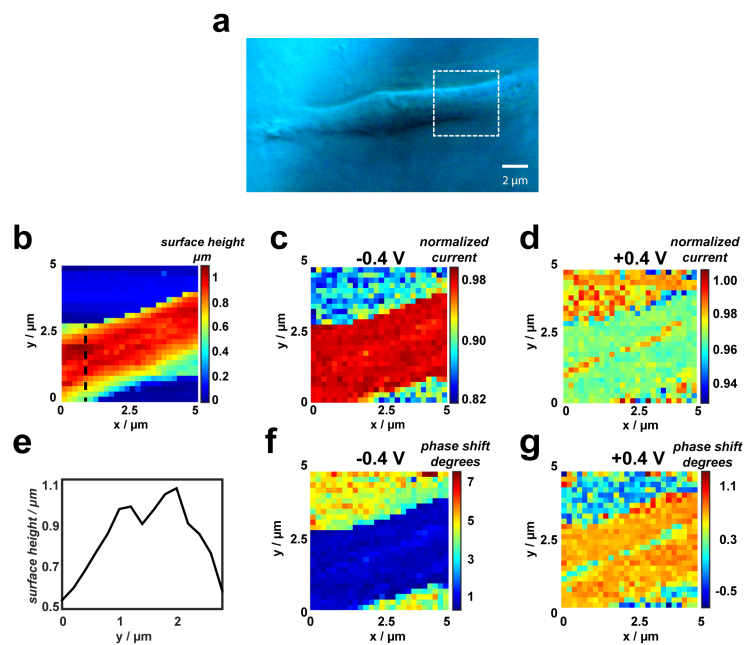 a
2 μm
b
surface height
μm
5
y / μm
2.5
0
0
2.5
5
x / μm
1
0.8
0.6
0.4
0.2
0
c
-0.4 V
normalized
current
5
y / μm
2.5
0
0
2.5
5
x / μm
0.98
0.90
0.82
d
+0.4 V
normalized
current
5
y / μm
2.5
0
0
2.5
5
x / μm
1.00
0.98
0.96
0.94
e
surface height / μm
1.1
0.9
0.7
0.5
0
1
2
y / μm
f
-0.4 V
phase shift
degrees
5
y / μm
2.5
0
0
2.5
5
x / μm
7
5
3
1
g
+0.4 V
phase shift
degrees
5
y / μm
2.5
0
0
2.5
5
x / μm
1.1
0.3
-0.5